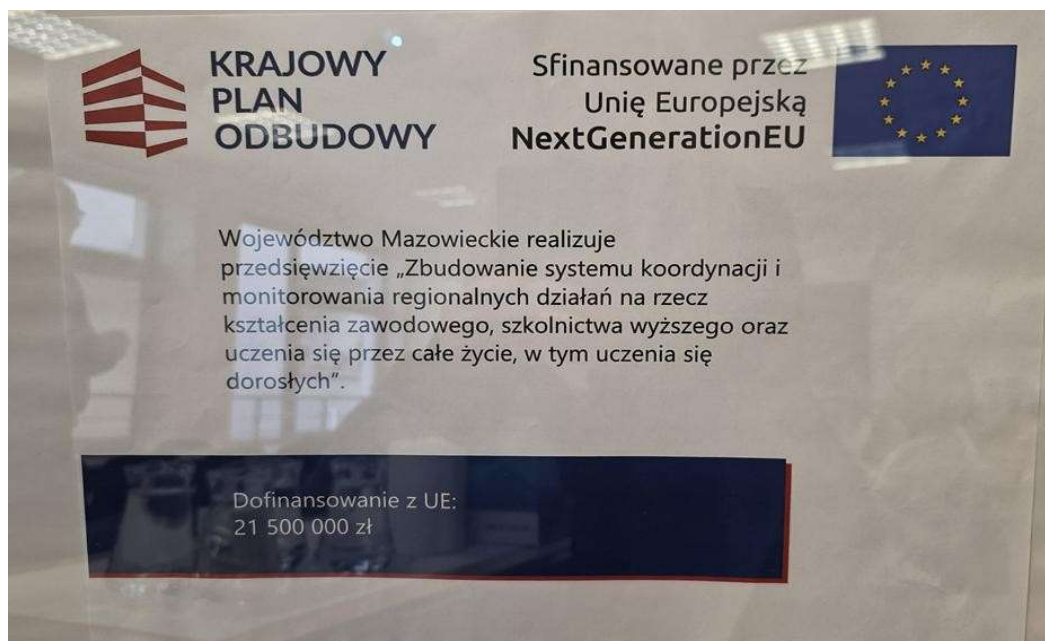 KRAJOWY
PLAN
ODBUDOWY
Sfinansowane przez
Unię Europejską
NextGenerationEU
Województwo Mazowieckie realizuje
przedsięwzięcie „Zbudowanie systemu koordynacji i
monitorowania regionalnych działań na rzecz
kształcenia zawodowego, szkolnictwa wyższego oraz
uczenia się przez całe życie, w tym uczenia się
dorosłych”.
Dofinansowanie z UE:
21 500 000 zł